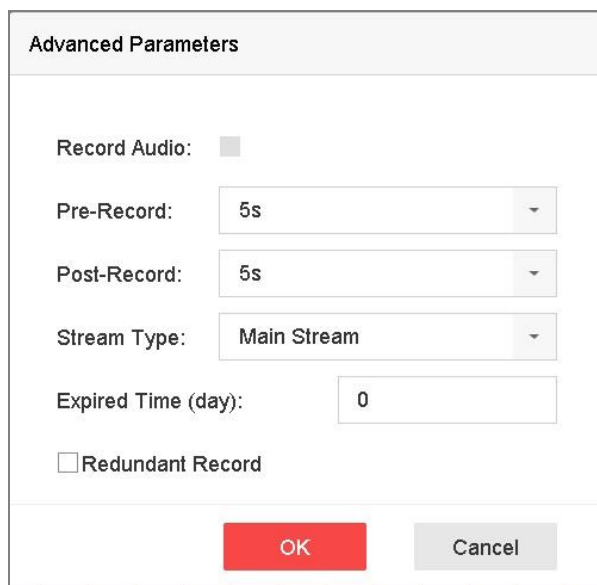 Advanced Parameters
Record Audio:
Pre-Record: 5s
Post-Record: 5s
Stream Type: Main Stream
Expired Time (day): 0
Redundant Record
OK Cancel